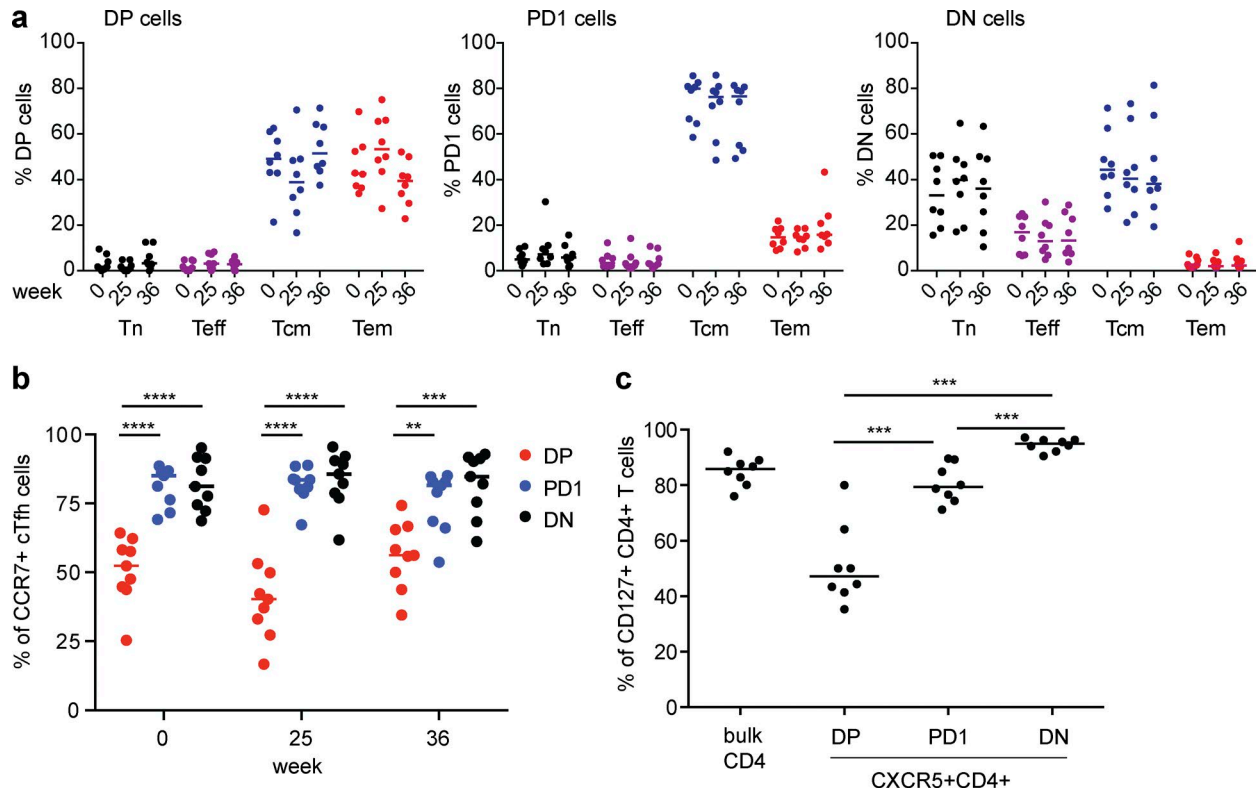 a
DP cells
PD1 cells
DN cells
% DP cells
100
80
60
40
20
0
week
0 25 36 0 25 36 0 25 36 0 25 36
Tn Teff Tcm Tem
% PD1 cells
100
80
60
40
20
0
0 25 36 0 25 36 0 25 36 0 25 36
Tn Teff Tcm Tem
% DN cells
100
80
60
40
20
0
0 25 36 0 25 36 0 25 36 0 25 36
Tn Teff Tcm Tem
b
% of CCR7+ cTfh cells
100
75
50
25
0
**** **** ***
**** **** **
DP
PD1
DN
0 25 36
week
c
% of CD127+ CD4+ T cells
100
80
60
40
20
0
***
*** ***
bulk
CD4
DP PD1 DN
CXCR5+CD4+